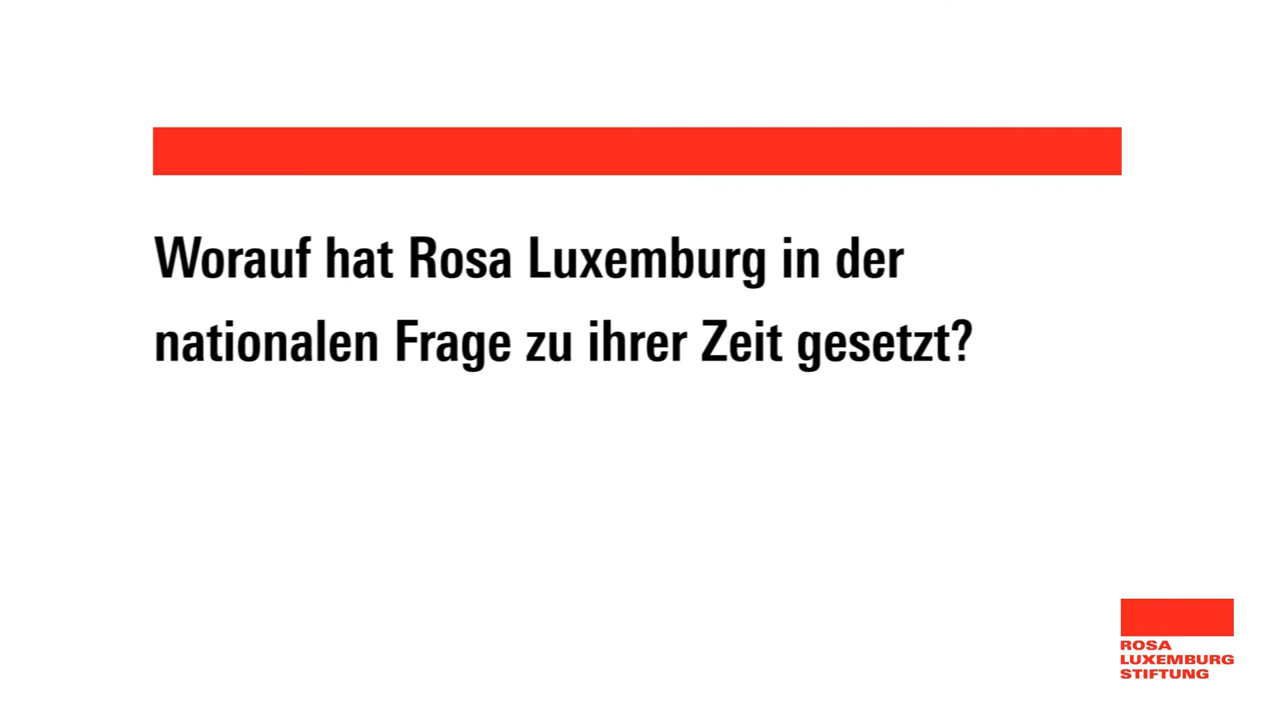 Worauf hat Rosa Luxemburg in der
nationalen Frage zu ihrer Zeit gesetzt?
ROSA
LUXEMBURG
STIFTUNG